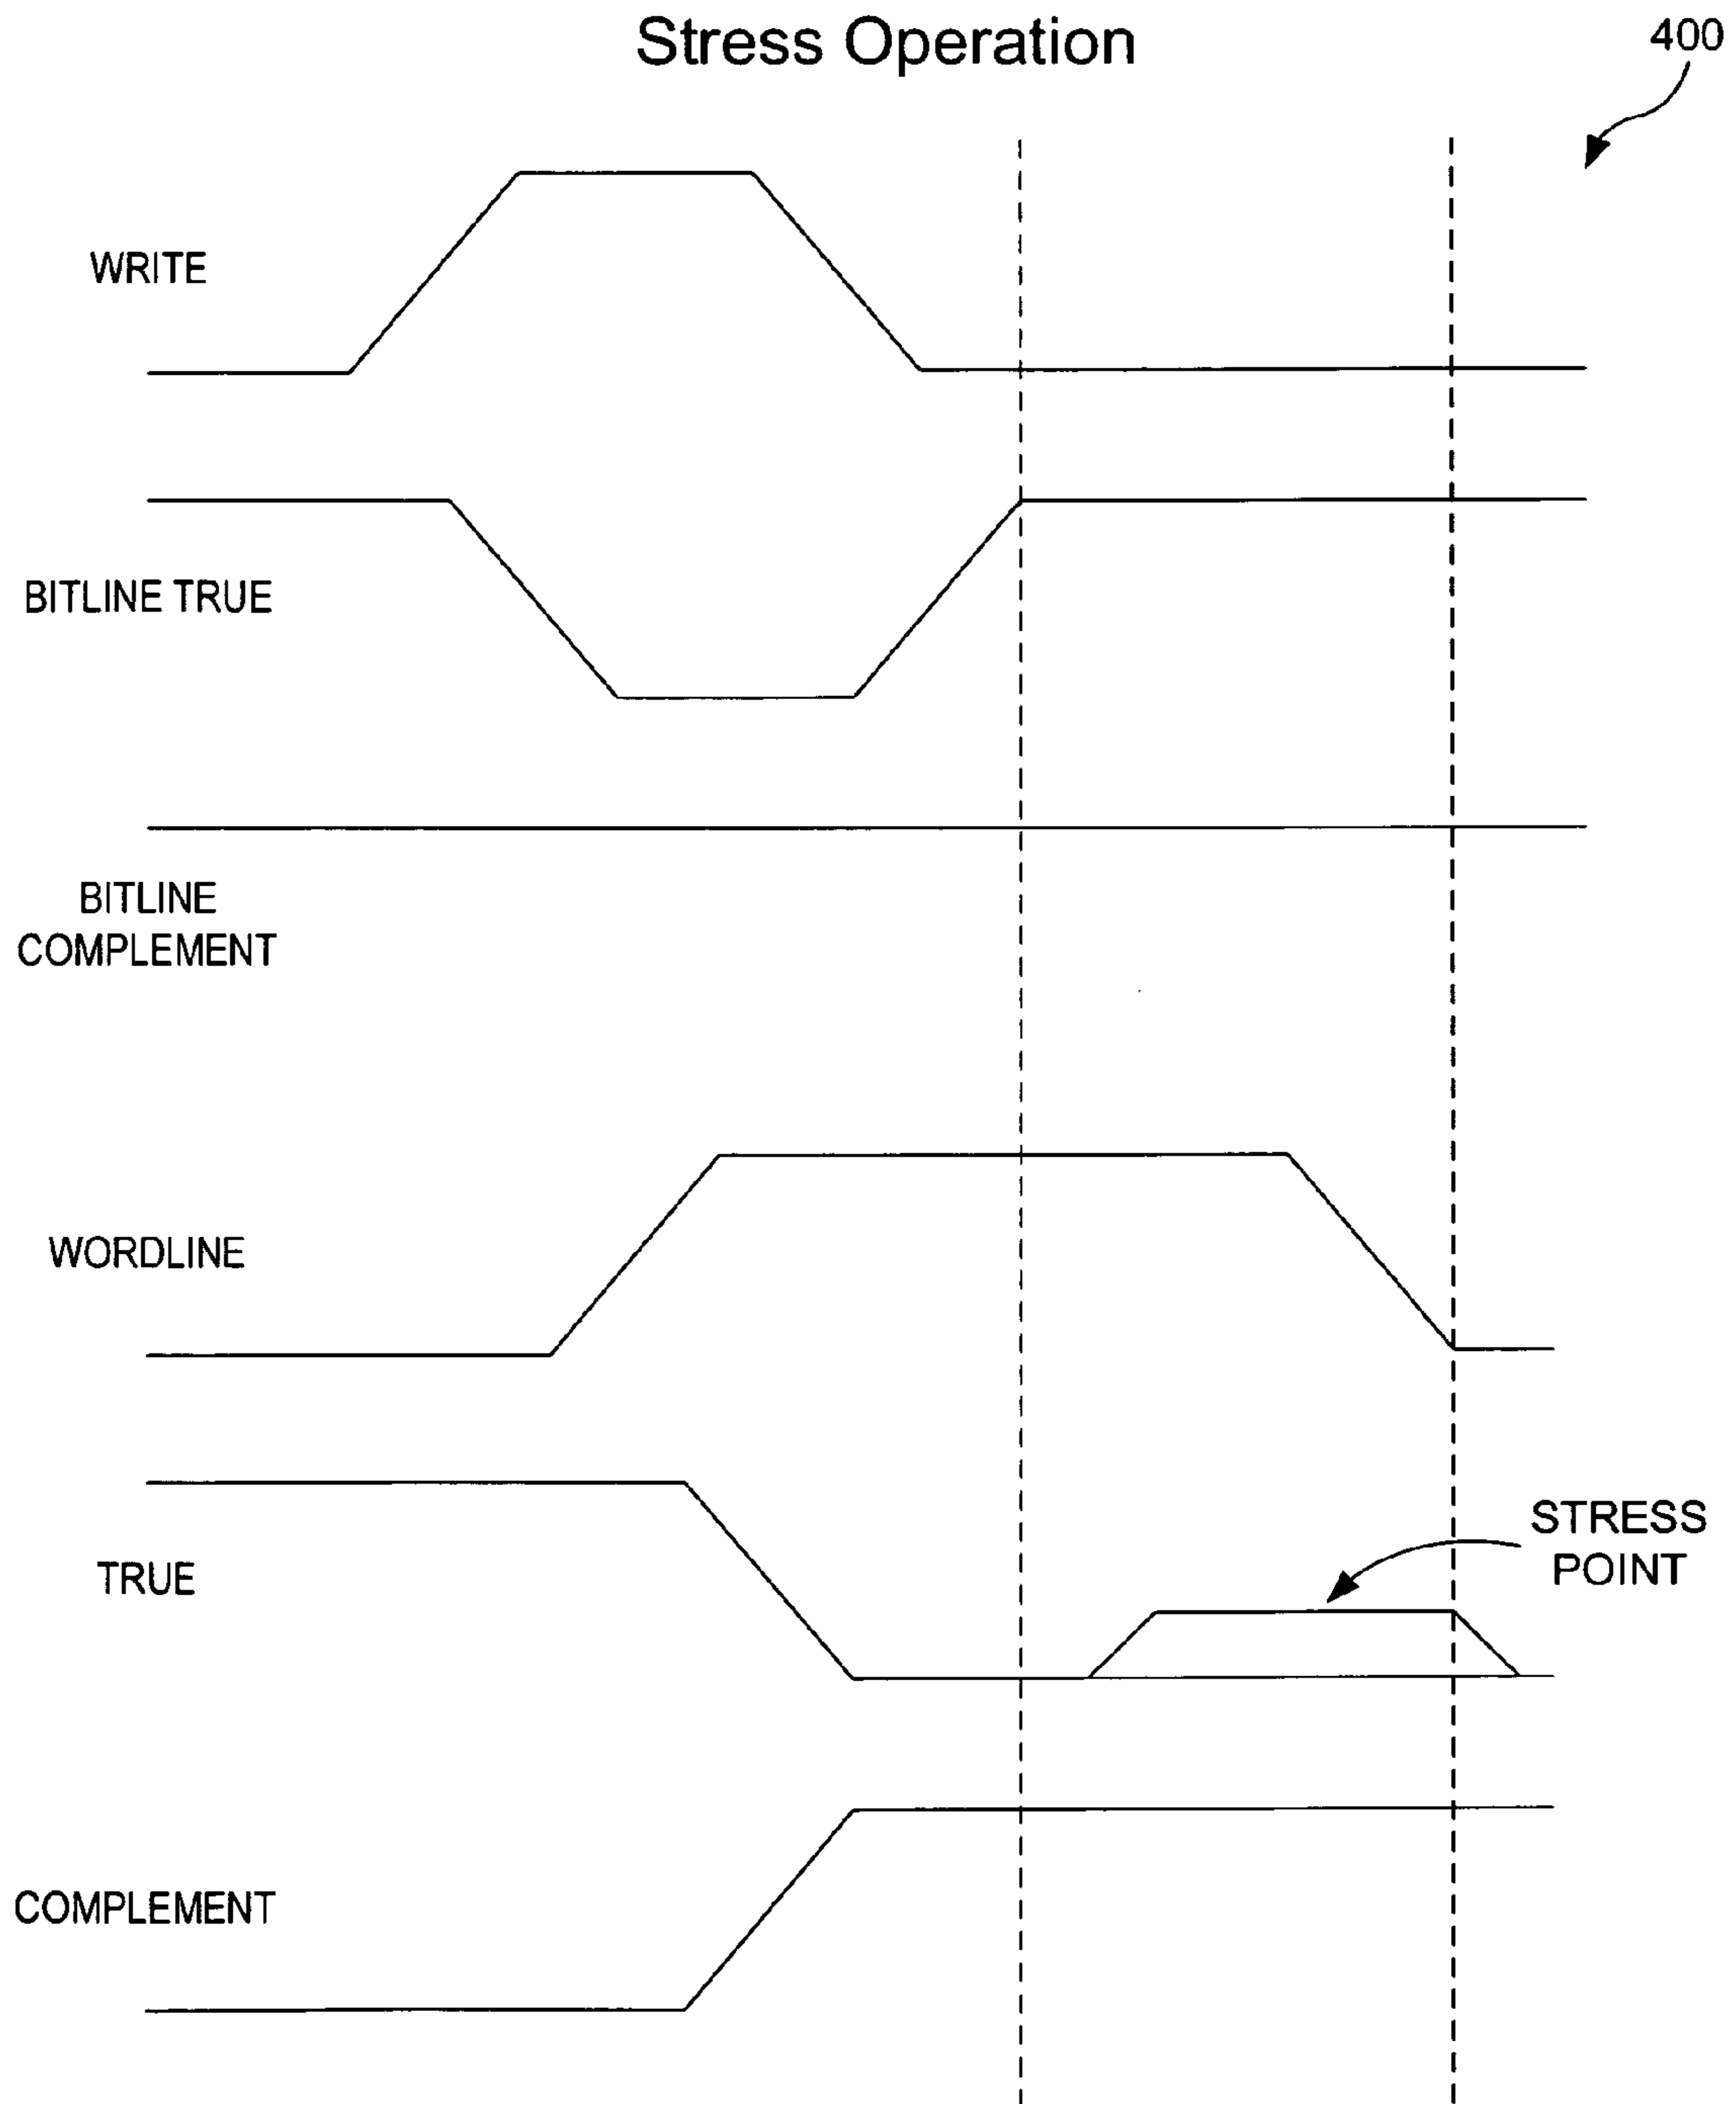 Stress Operation
400
WRITE
BITLINE TRUE
BITLINE
COMPLEMENT
WORDLINE
TRUE
STRESS
POINT
COMPLEMENT